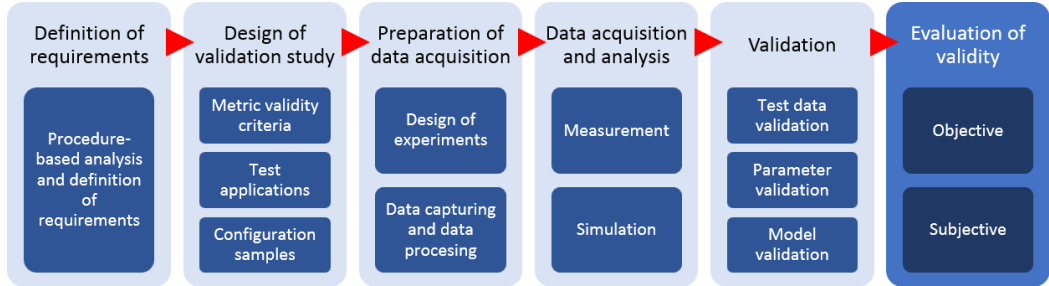 Definition of
requirements
Procedure-
based analysis
and definition
of
requirements
Design of
validation study
Metric validity
criteria
Test
applications
Configuration
samples
Preparation of
data acquisition
Design of
experiments
Data capturing
and data
procesing
Data acquisition
and analysis
Measurement
Simulation
Validation
Test data
validation
Parameter
validation
Model
validation
Evaluation of
validity
Objective
Subjective